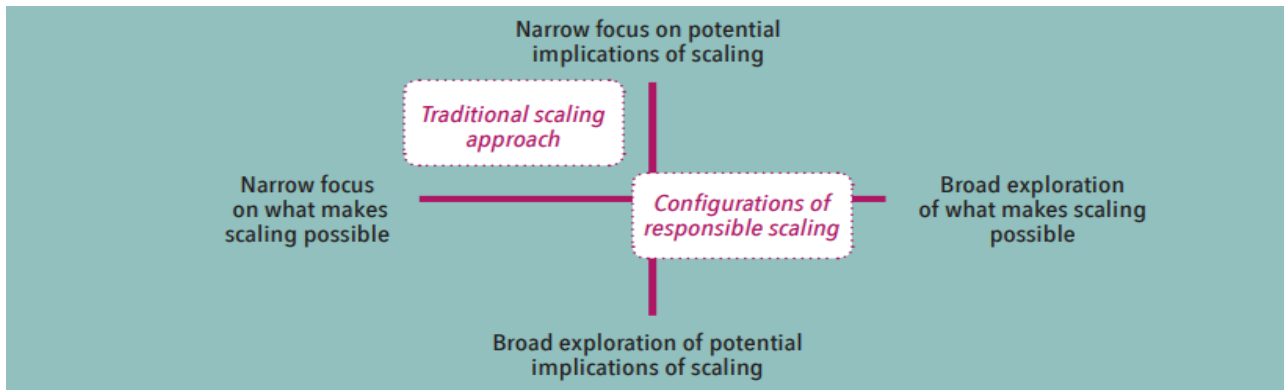 Narrow focus on potential
implications of scaling
Traditional scaling
approach
Narrow focus
on what makes
scaling possible
Configurations of
responsible scaling
Broad exploration
of what makes scaling
possible
Broad exploration of potential
implications of scaling